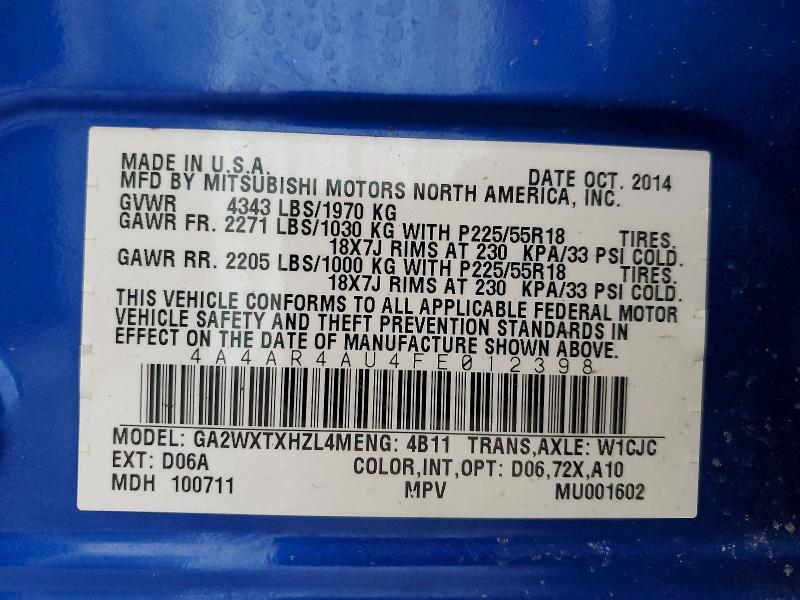 MADE IN U.S.A. DATE OCT. 2014
MFD BY MITSUBISHI MOTORS NORTH AMERICA, INC.
GVWR 4343 LBS/1970 KG
GAWR FR. 2271 LBS/1030 KG WITH P225/55R18 TIRES.
18X7J RIMS AT 230 KPA/33 PSI COLD.
GAWR RR. 2205 LBS/1000 KG WITH P225/55R18 TIRES.
18X7J RIMS AT 230 KPA/33 PSI COLD.
THIS VEHICLE CONFORMS TO ALL APPLICABLE FEDERAL MOTOR
VEHICLE SAFETY AND THEFT PREVENTION STANDARDS IN
EFFECT ON THE DATE OF MANUFACTURE SHOWN ABOVE.
4A4AR4AU4FE012398
MODEL: GA2WXTXHZL4MENG: 4B11 TRANS,AXLE: W1CJC
EXT: D06A COLOR,INT,OPT: D06,72X,A10
MDH 100711 MPV MU001602